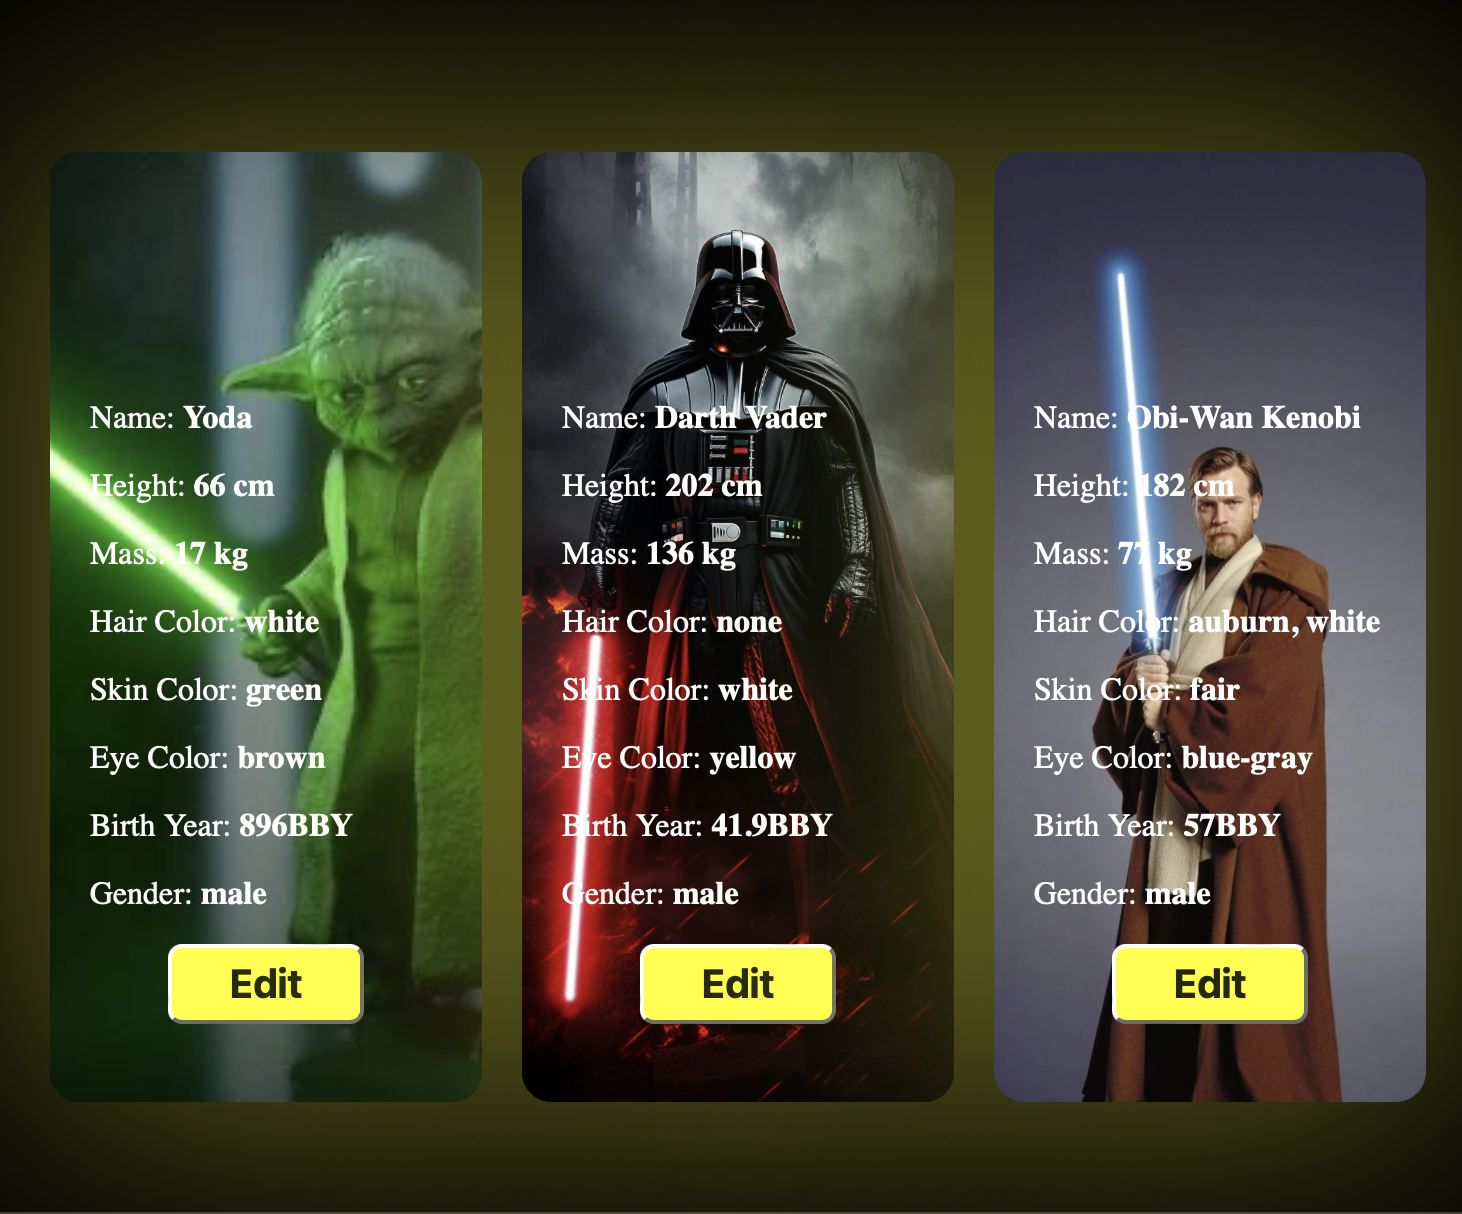 Name: Yoda
Height: 66 cm
Mass: 17 kg
Hair Color: white
Skin Color: green
Eye Color: brown
Birth Year: 896BBY
Gender: male
Edit
Name: Darth Vader
Height: 202 cm
Mass: 136 kg
Hair Color: none
Skin Color: white
Eye Color: yellow
Birth Year: 41.9BBY
Gender: male
Edit
Name: Obi-Wan Kenobi
Height: 182 cm
Mass: 77 kg
Hair Color: auburn, white
Skin Color: fair
Eye Color: blue-gray
Birth Year: 57BBY
Gender: male
Edit